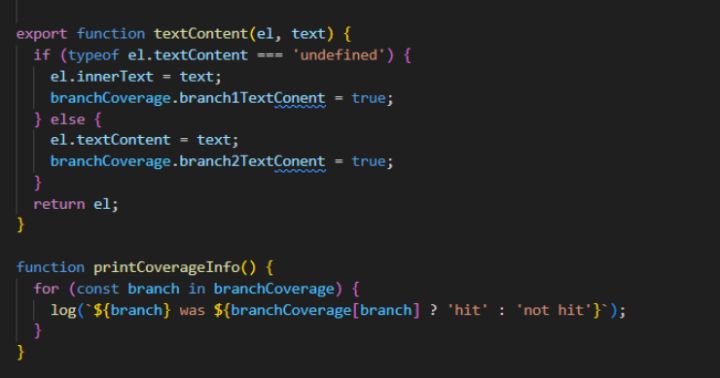 export function textContent(el, text) {
if (typeof el.textContent === 'undefined') {
el.innerText = text;
branchCoverage.branch1TextConent = true;
} else {
el.textContent = text;
branchCoverage.branch2TextConent = true;
}
return el;
}
function printCoverageInfo() {
for (const branch in branchCoverage) {
log(`${branch} was ${branchCoverage[branch] ? 'hit' : 'not hit'}`);
}
}